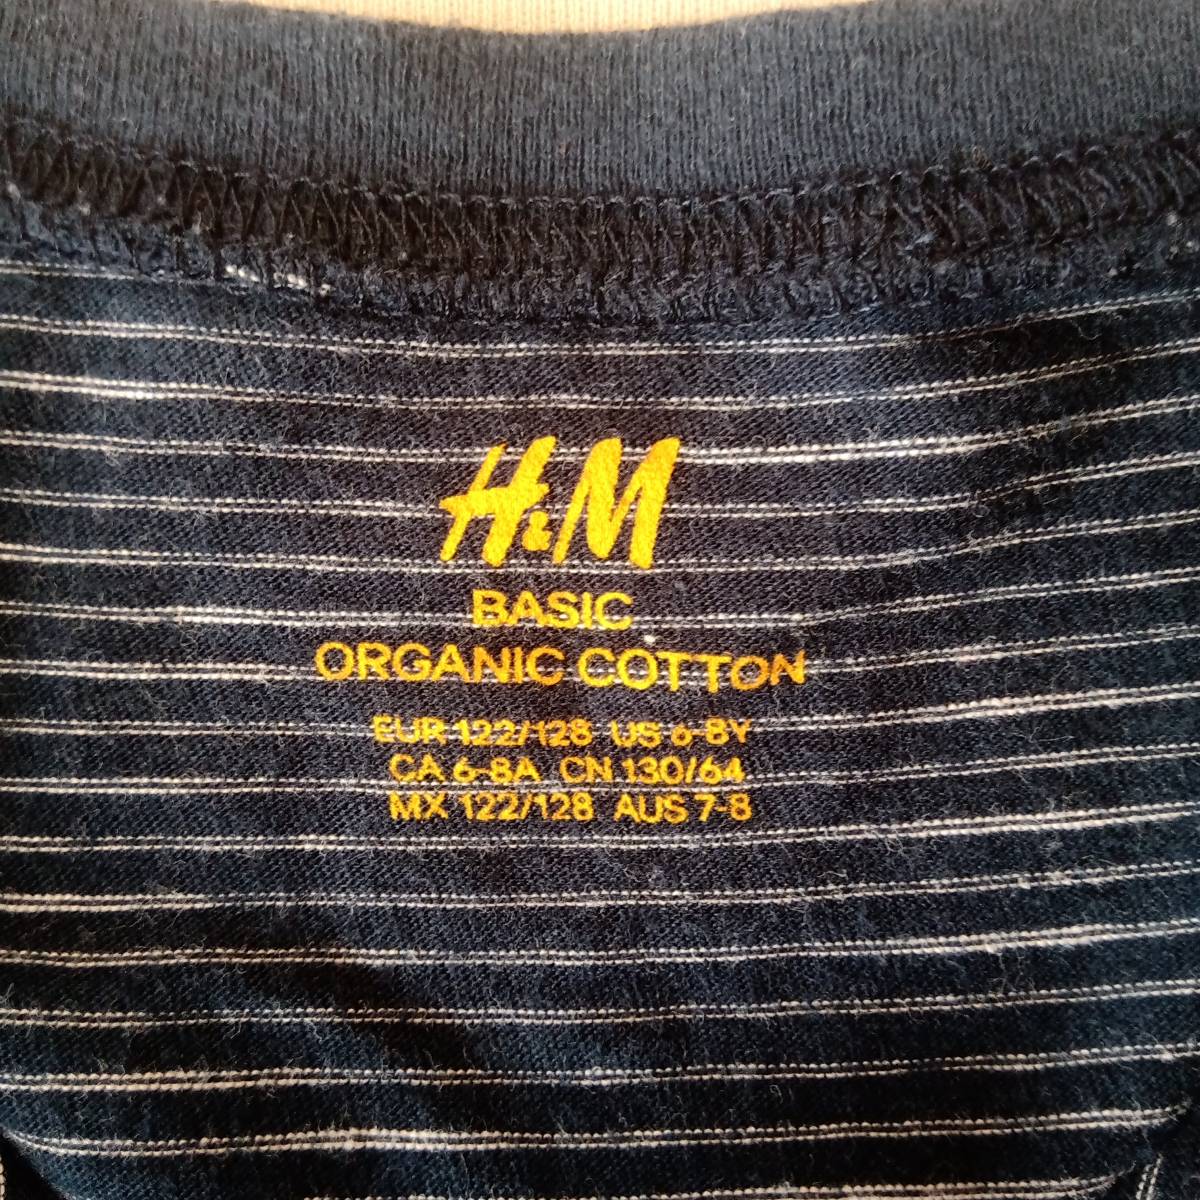 H&M
BASIC
ORGANIC COTTON
EUR 122/128 US 6-8Y
CA 6-8A CN 130/64
MX 122/128 AUS 7-8